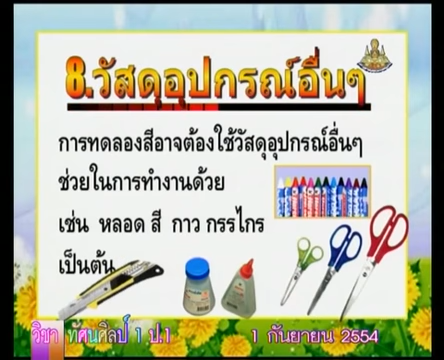 8.วัสดุอุปกรณ์อื่นๆ
การทดลองสีอาจต้องใช้วัสดุอุปกรณ์อื่นๆ
ช่วยในการทำงานด้วย
เช่น หลอด สี กาว กรรไกร
เป็นต้น
วิชา ทัศนศิลป์ 1 ป.1
1 กันยายน 2554